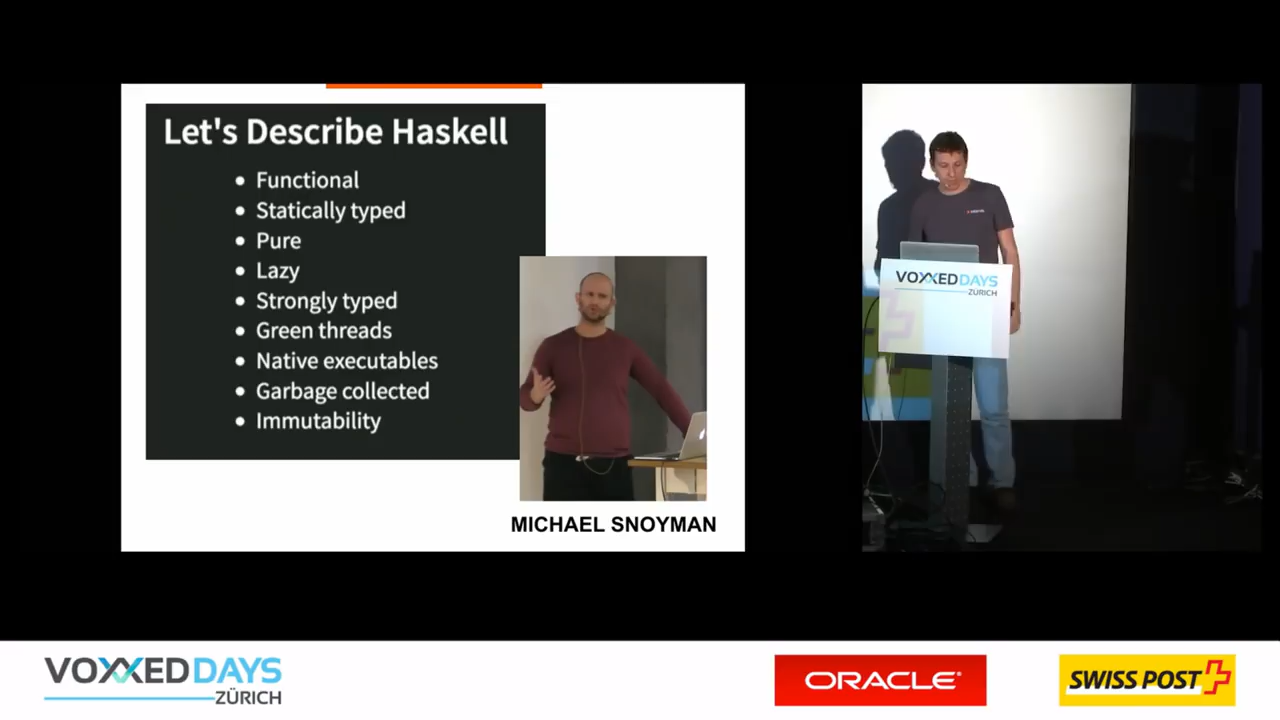 Let's Describe Haskell
Functional
Statically typed
Pure
Lazy
Strongly typed
Green threads
Native executables
Garbage collected
Immutability
MICHAEL SNOYMAN
VOXXED DAYS
ZÜRICH
VOXXED DAYS
ZÜRICH
ORACLE®
SWISS POST